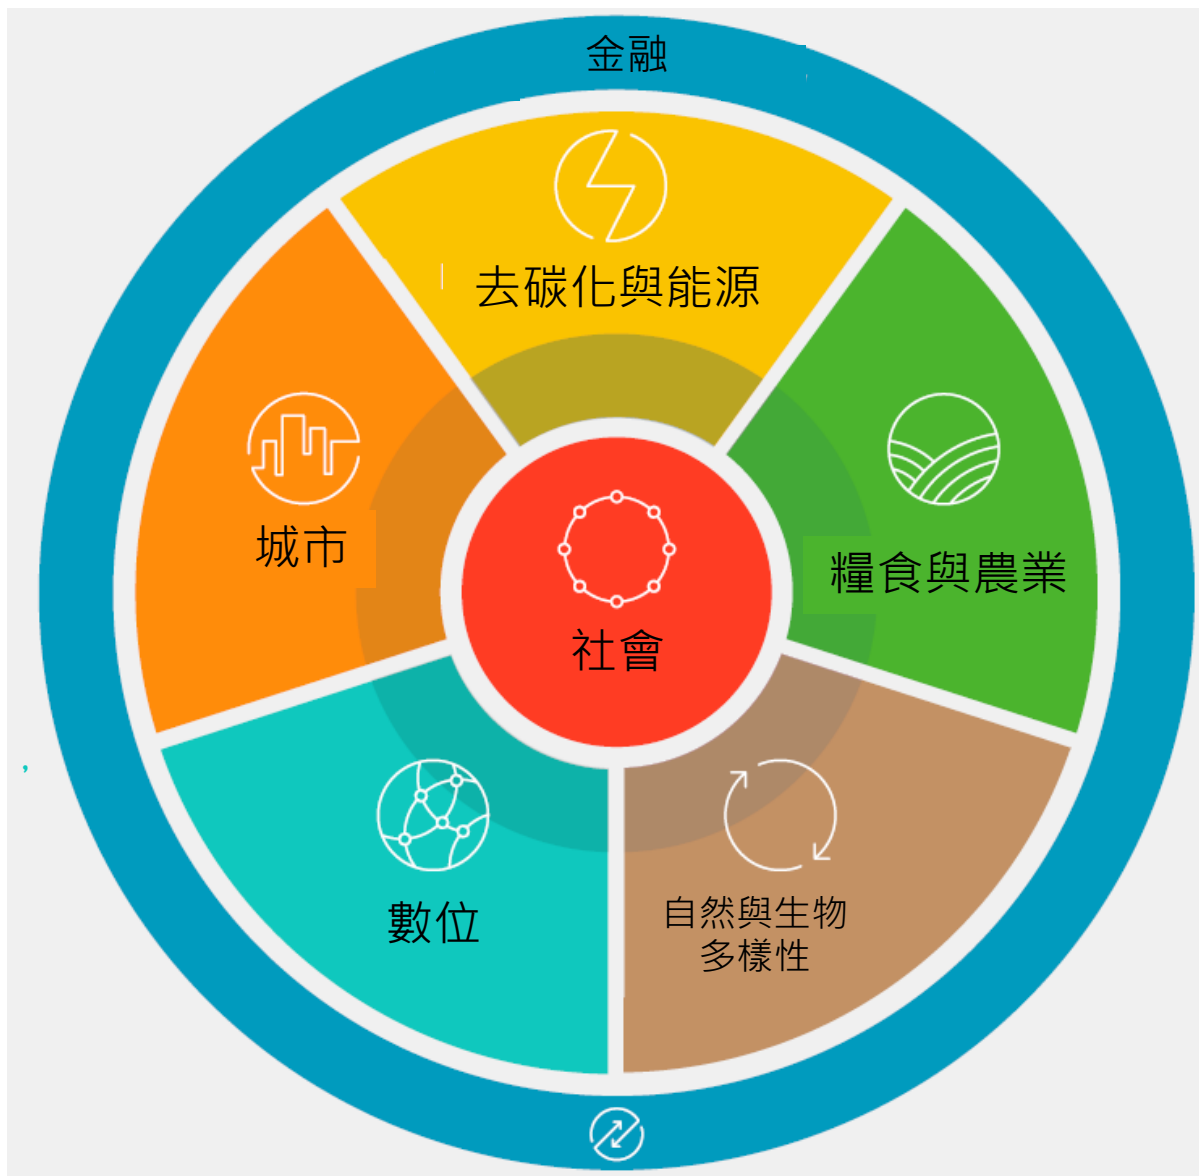 金融
去碳化與能源
城市
糧食與農業
社會
數位
自然與生物
多樣性